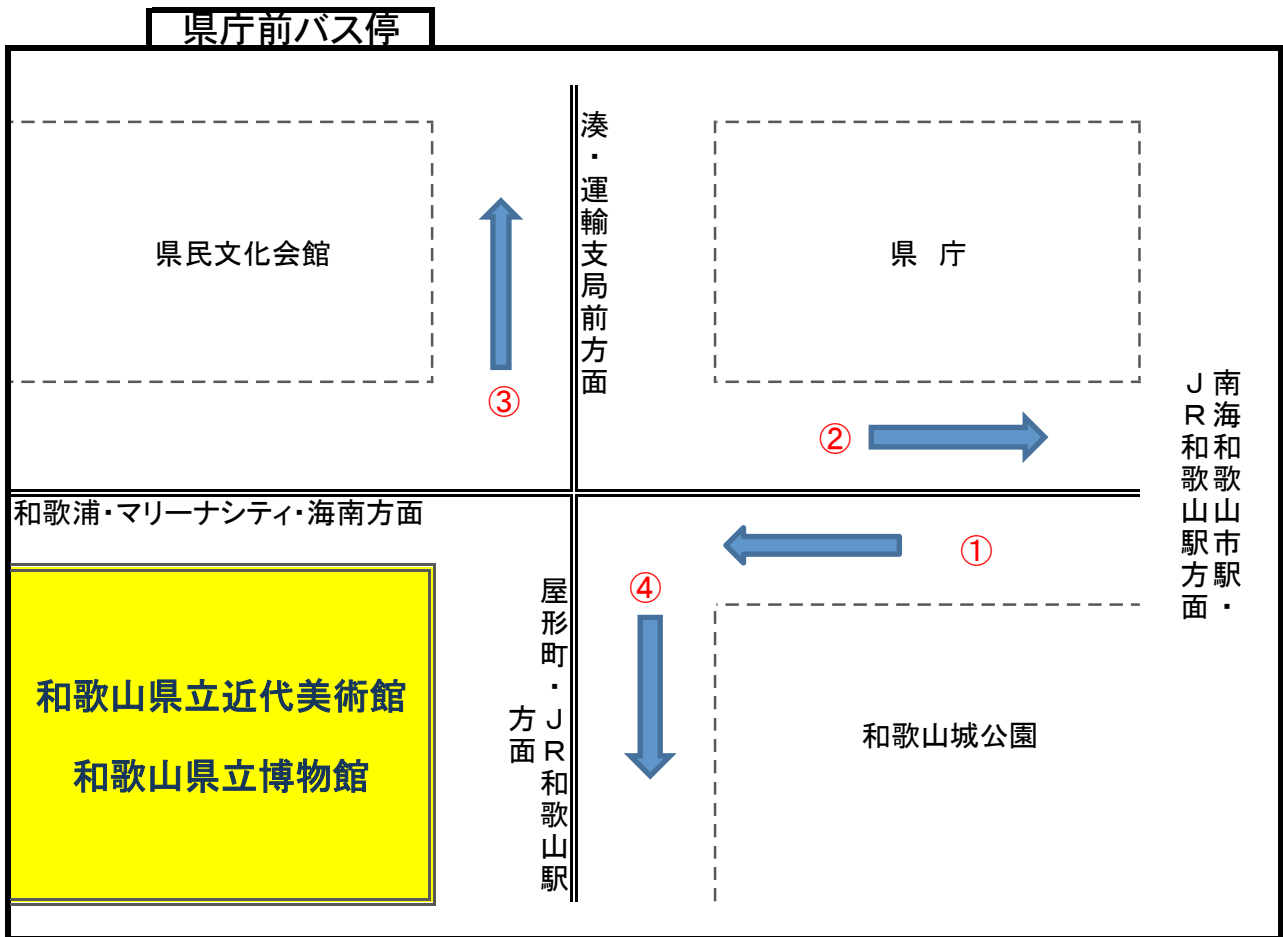 県庁前バス停
県民文化会館
湊・運輸支局前方面
県 庁
③
②
南海和歌山市駅・
JR和歌山駅方面
和歌浦・マリーナシティ・海南方面
①
④
屋形町・JR和歌山駅
方面
和歌山県立近代美術館
和歌山県立博物館
和歌山城公園